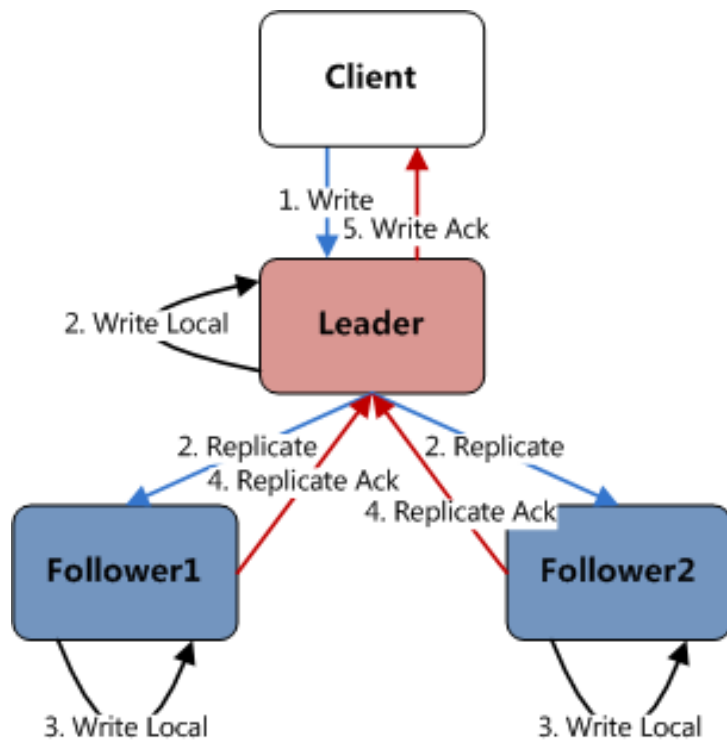 Client
1. Write
5. Write Ack
Leader
2. Write Local
2. Replicate
2. Replicate
4. Replicate Ack
4. Replicate Ack
Follower1
Follower2
3. Write Local
3. Write Local